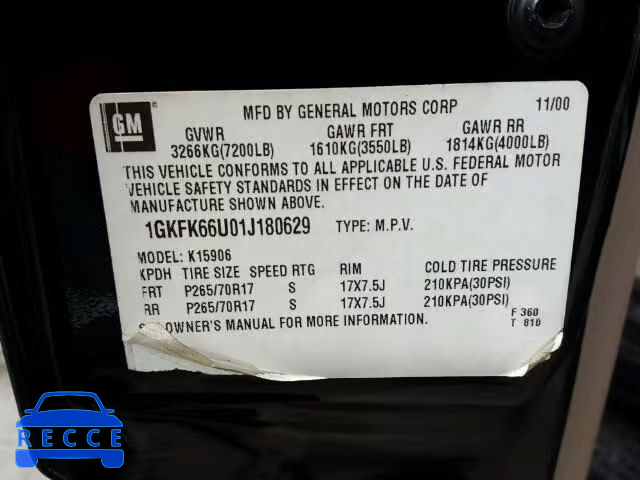 GM ®
MFD BY GENERAL MOTORS CORP 11/00
GVWR GAWR FRT GAWR RR
3266KG(7200LB) 1610KG(3550LB) 1814KG(4000LB)
THIS VEHICLE CONFORMS TO ALL APPLICABLE U.S. FEDERAL MOTOR
VEHICLE SAFETY STANDARDS IN EFFECT ON THE DATE OF
MANUFACTURE SHOWN ABOVE.
1GKFK66U01J180629 TYPE: M.P.V.
MODEL: K15906
KPDH TIRE SIZE SPEED RTG RIM COLD TIRE PRESSURE
FRT P265/70R17 S 17X7.5J 210KPA(30PSI)
RR P265/70R17 S 17X7.5J 210KPA(30PSI)
OWNER'S MANUAL FOR MORE INFORMATION.
F 360
T 810
RECCE